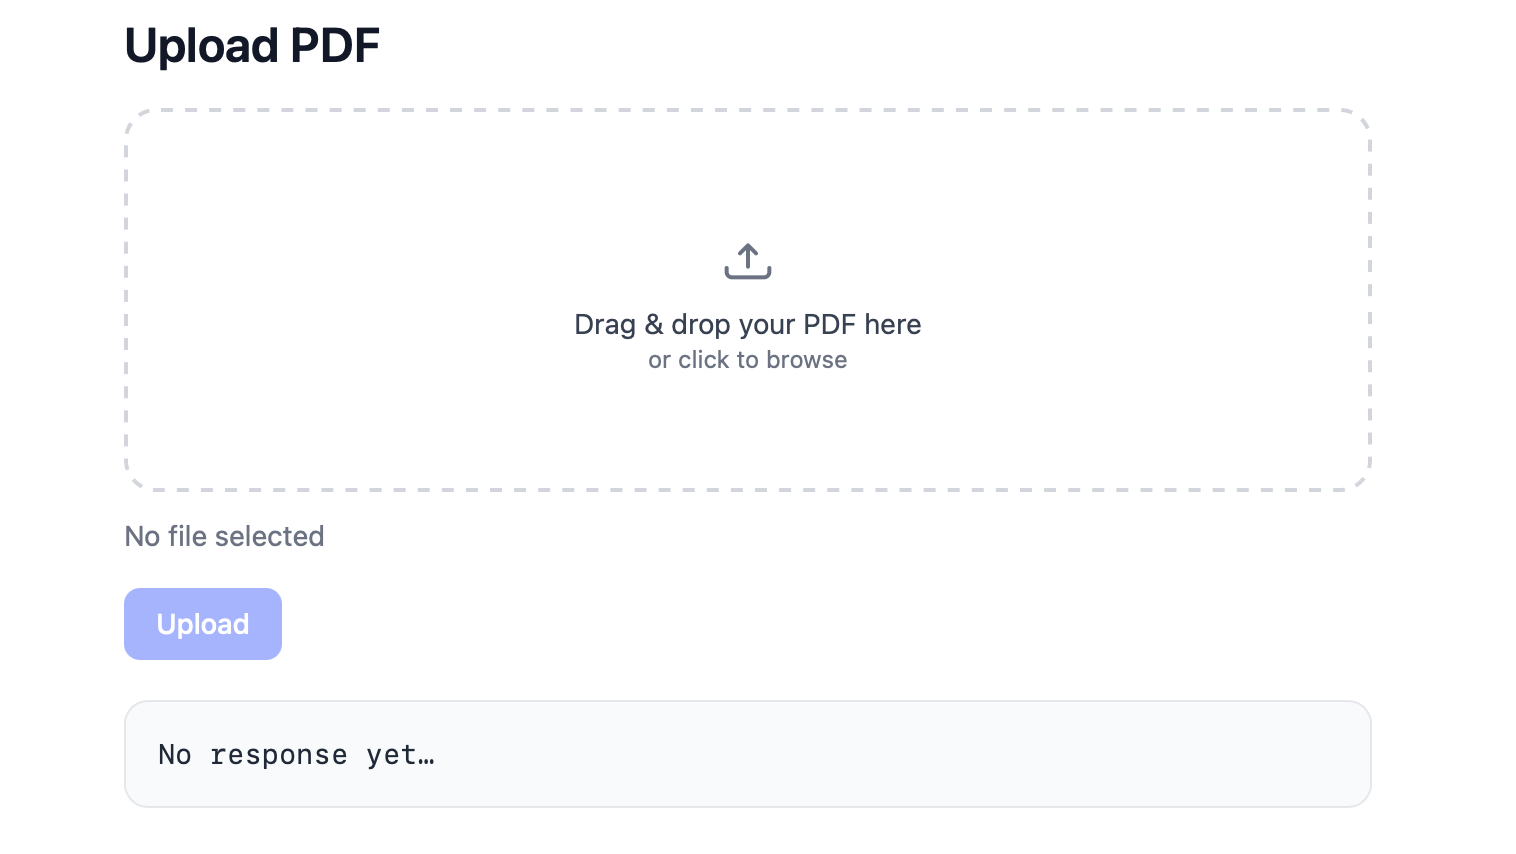 Upload PDF
Drag & drop your PDF here
or click to browse
No file selected
Upload
No response yet…